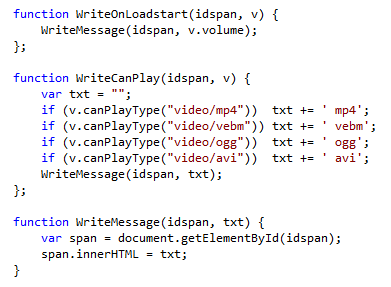 function WriteOnLoadstart(idspan, v) {
    WriteMessage(idspan, v.volume);
};

function WriteCanPlay(idspan, v) {
    var txt = "";
    if (v.canPlayType("video/mp4"))  txt += ' mp4';
    if (v.canPlayType("video/vebm")) txt += ' vebm';
    if (v.canPlayType("video/ogg"))  txt += ' ogg';
    if (v.canPlayType("video/avi"))  txt += ' avi';
    WriteMessage(idspan, txt);
};

function WriteMessage(idspan, txt) {
    var span = document.getElementById(idspan);
    span.innerHTML = txt;
}